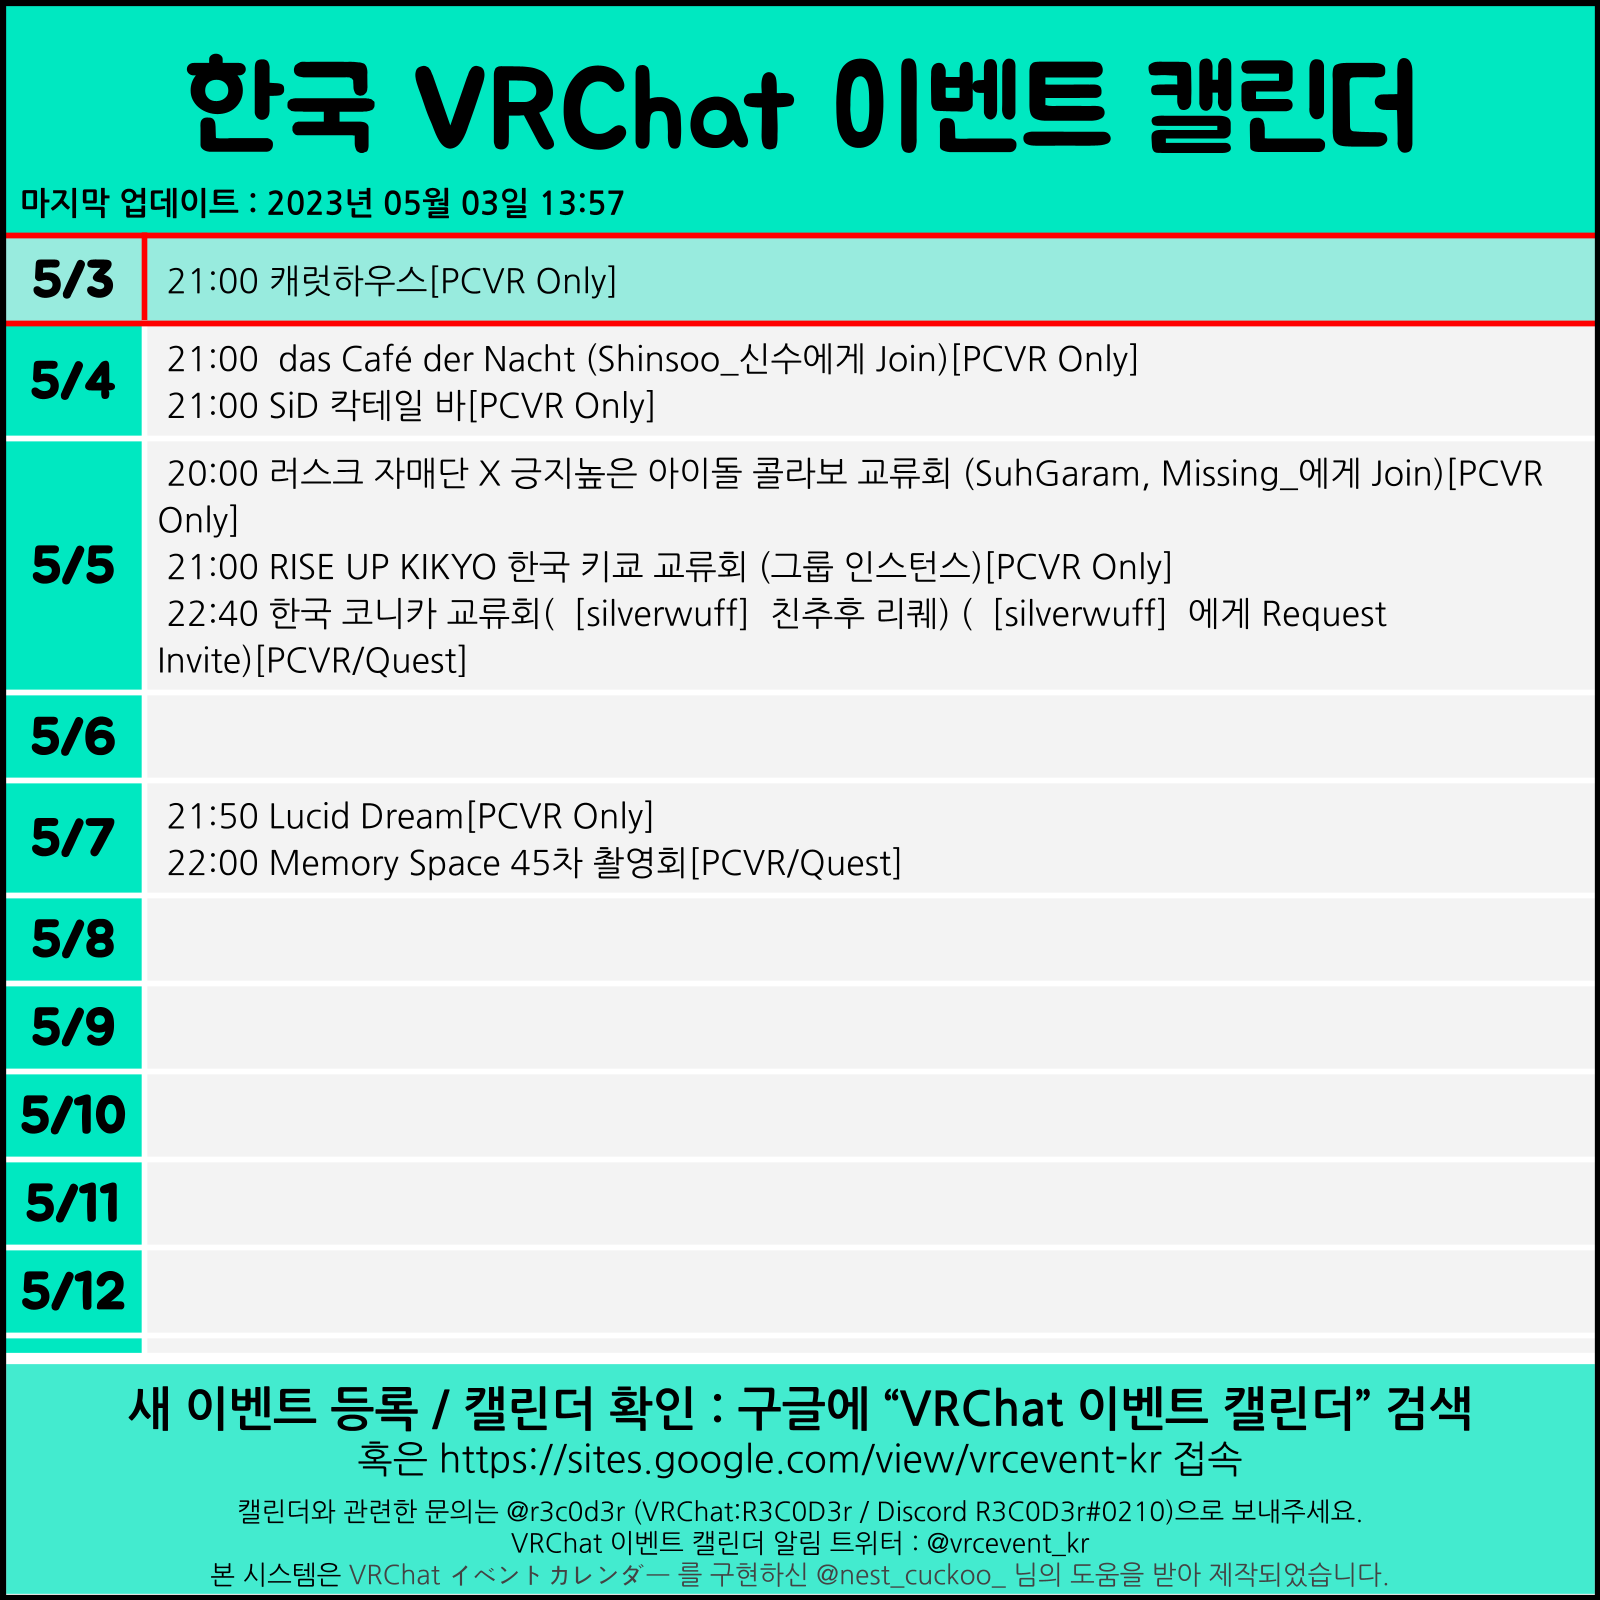 한국 VRChat 이벤트 캘린더
마지막 업데이트 : 2023년 05월 03일 13:57
5/3
21:00 캐럿하우스[PCVR Only]
5/4
21:00  das Café der Nacht (Shinsoo_신수에게 Join)[PCVR Only]
21:00 SiD 칵테일 바[PCVR Only]
5/5
20:00 러스크 자매단 X 긍지높은 아이돌 콜라보 교류회 (SuhGaram, Missing_에게 Join)[PCVR
Only]
21:00 RISE UP KIKYO 한국 키쿄 교류회 (그룹 인스턴스)[PCVR Only]
22:40 한국 코니카 교류회(  [silverwuff]  친추후 리퀘) (  [silverwuff]  에게 Request
Invite)[PCVR/Quest]
5/6
5/7
21:50 Lucid Dream[PCVR Only]
22:00 Memory Space 45차 촬영회[PCVR/Quest]
5/8
5/9
5/10
5/11
5/12
새 이벤트 등록 / 캘린더 확인 : 구글에 “VRChat 이벤트 캘린더” 검색
혹은 https://sites.google.com/view/vrcevent-kr 접속
캘린더와 관련한 문의는 @r3c0d3r (VRChat:R3C0D3r / Discord R3C0D3r#0210)으로 보내주세요.
VRChat 이벤트 캘린더 알림 트위터 : @vrcevent_kr
본 시스템은 VRChat イベントカレンダー 를 구현하신 @nest_cuckoo_ 님의 도움을 받아 제작되었습니다.